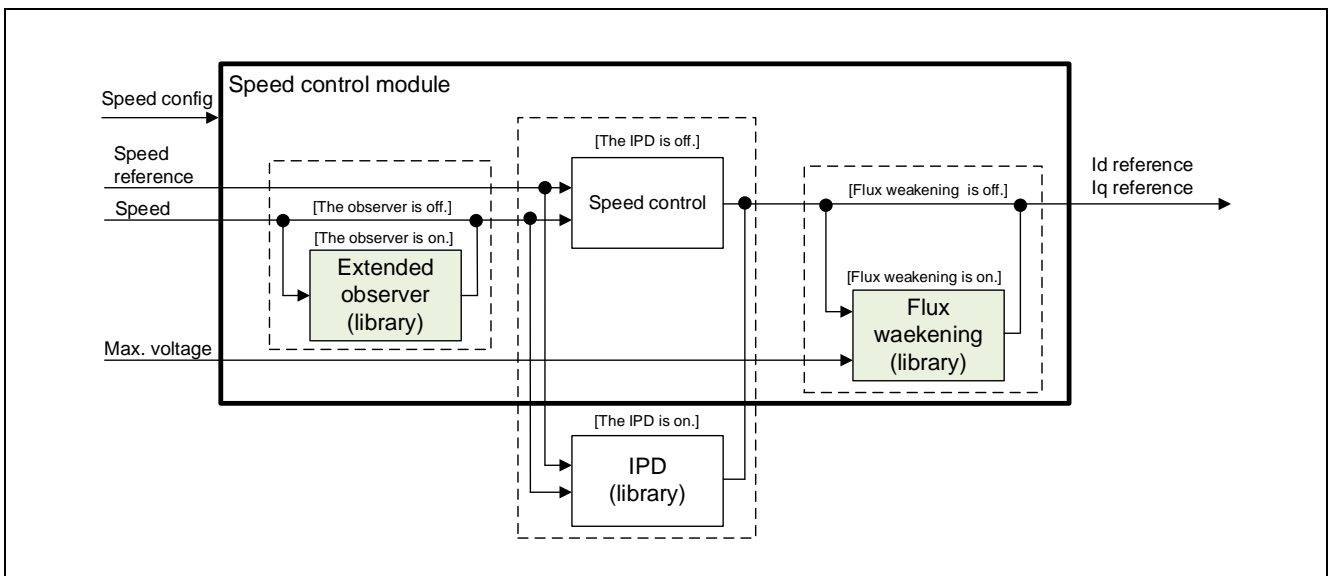 Speed control module
Speed config
[The IPD is off.]
Speed
reference
Speed control
Id reference
Iq reference
[Flux weakening  is off.]
Speed
[The observer is off.]
[The observer is on.]
Extended
observer
(library)
[Flux weakening is on.]
Flux
waekening
(library)
Max. voltage
[The IPD is on.]
IPD
(library)